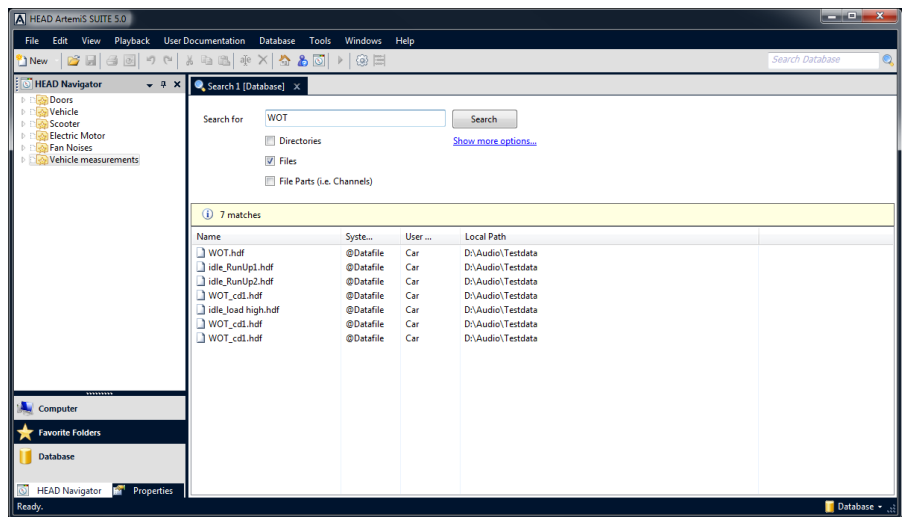 HEAD ArtemiS SUITE 5.0
File Edit View Playback User Documentation Database Tools Windows Help
New Search Database
HEAD Navigator
Search 1 [Database] x
Doors
Vehicle
Scooter
Electric Motor
Fan Noises
Vehicle measurements
Search for WOT Search
Directories Show more options...
Files
File Parts (i.e. Channels)
7 matches
Name Syste... User ... Local Path
WOT.hdf @Datafile Car D:\Audio\Testdata
idle_RunUp1.hdf @Datafile Car D:\Audio\Testdata
idle_RunUp2.hdf @Datafile Car D:\Audio\Testdata
WOT_cd1.hdf @Datafile Car D:\Audio\Testdata
idle_load high.hdf @Datafile Car D:\Audio\Testdata
WOT_cd1.hdf @Datafile Car D:\Audio\Testdata
WOT_cd1.hdf @Datafile Car D:\Audio\Testdata
Computer
Favorite Folders
Database
HEAD Navigator Properties
Ready. Database